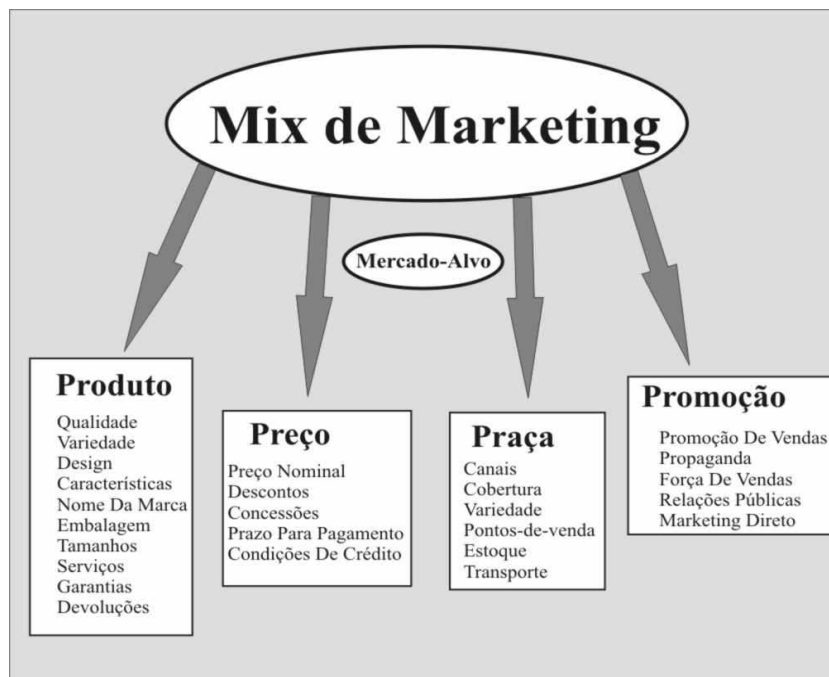 Mix de Marketing
Mercado-Alvo
Produto
Qualidade
Variedade
Design
Características
Nome Da Marca
Embalagem
Tamanhos
Serviços
Garantias
Devoluções
Preço
Preço Nominal
Descontos
Concessões
Prazo Para Pagamento
Condições De Crédito
Praça
Canais
Cobertura
Variedade
Pontos-de-venda
Estoque
Transporte
Promoção
Promoção De Vendas
Propaganda
Força De Vendas
Relações Públicas
Marketing Direto